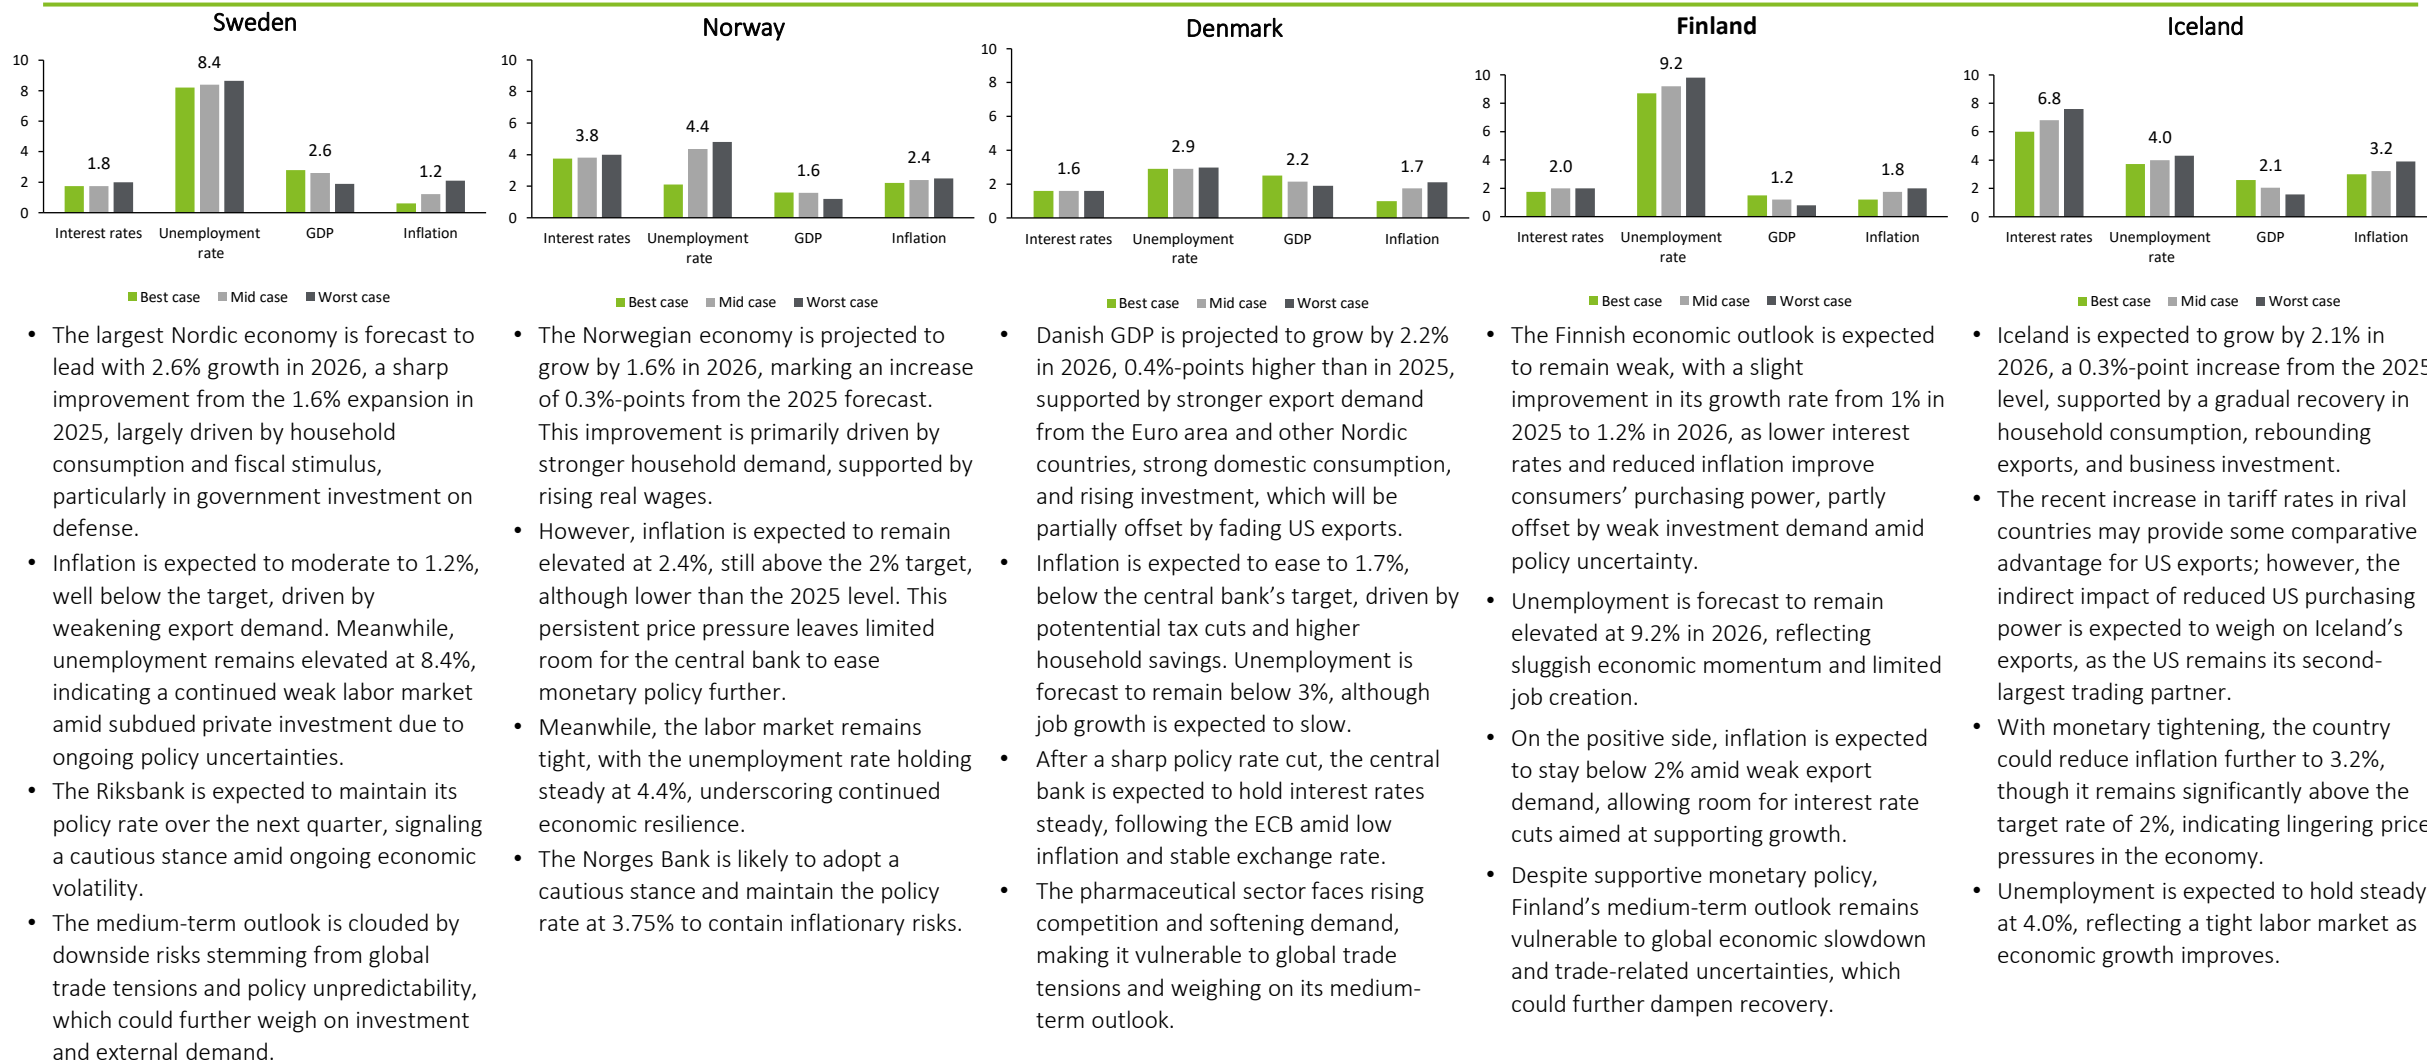 Sweden
10
8
6
4
2
0
1.8
8.4
2.6
1.2
Interest rates
Unemployment
rate
GDP
Inflation
Best case
Mid case
Worst case
• The largest Nordic economy is forecast to
lead with 2.6% growth in 2026, a sharp
improvement from the 1.6% expansion in
2025, largely driven by household
consumption and fiscal stimulus,
particularly in government investment on
defense.
• Inflation is expected to moderate to 1.2%,
well below the target, driven by
weakening export demand. Meanwhile,
unemployment remains elevated at 8.4%,
indicating a continued weak labor market
amid subdued private investment due to
ongoing policy uncertainties.
• The Riksbank is expected to maintain its
policy rate over the next quarter, signaling
a cautious stance amid ongoing economic
volatility.
• The medium-term outlook is clouded by
downside risks stemming from global
trade tensions and policy unpredictability,
which could further weigh on investment
and external demand.
Norway
10
8
6
4
2
0
3.8
4.4
1.6
2.4
Interest rates
Unemployment
rate
GDP
Inflation
Best case
Mid case
Worst case
• The Norwegian economy is projected to
grow by 1.6% in 2026, marking an increase
of 0.3%-points from the 2025 forecast.
This improvement is primarily driven by
stronger household demand, supported by
rising real wages.
• However, inflation is expected to remain
elevated at 2.4%, still above the 2% target,
although lower than the 2025 level. This
persistent price pressure leaves limited
room for the central bank to ease
monetary policy further.
• Meanwhile, the labor market remains
tight, with the unemployment rate holding
steady at 4.4%, underscoring continued
economic resilience.
• The Norges Bank is likely to adopt a
cautious stance and maintain the policy
rate at 3.75% to contain inflationary risks.
Denmark
10
8
6
4
2
0
1.6
2.9
2.2
1.7
Interest rates
Unemployment
rate
GDP
Inflation
Best case
Mid case
Worst case
• Danish GDP is projected to grow by 2.2%
in 2026, 0.4%-points higher than in 2025,
supported by stronger export demand
from the Euro area and other Nordic
countries, strong domestic consumption,
and rising investment, which will be
partially offset by fading US exports.
• Inflation is expected to ease to 1.7%,
below the central bank’s target, driven by
potentential tax cuts and higher
household savings. Unemployment is
forecast to remain below 3%, although
job growth is expected to slow.
• After a sharp policy rate cut, the central
bank is expected to hold interest rates
steady, following the ECB amid low
inflation and stable exchange rate.
• The pharmaceutical sector faces rising
competition and softening demand,
making it vulnerable to global trade
tensions and weighing on its medium-
term outlook.
Finland
10
8
6
4
2
0
2.0
9.2
1.2
1.8
Interest rates
Unemployment
rate
GDP
Inflation
Best case
Mid case
Worst case
• The Finnish economic outlook is expected
to remain weak, with a slight
improvement in its growth rate from 1% in
2025 to 1.2% in 2026, as lower interest
rates and reduced inflation improve
consumers’ purchasing power, partly
offset by weak investment demand amid
policy uncertainty.
• Unemployment is forecast to remain
elevated at 9.2% in 2026, reflecting
sluggish economic momentum and limited
job creation.
• On the positive side, inflation is expected
to stay below 2% amid weak export
demand, allowing room for interest rate
cuts aimed at supporting growth.
• Despite supportive monetary policy,
Finland’s medium-term outlook remains
vulnerable to global economic slowdown
and trade-related uncertainties, which
could further dampen recovery.
Iceland
10
8
6
4
2
0
6.8
4.0
2.1
3.2
Interest rates
Unemployment
rate
GDP
Inflation
Best case
Mid case
Worst case
• Iceland is expected to grow by 2.1% in
2026, a 0.3%-point increase from the 2025
level, supported by a gradual recovery in
household consumption, rebounding
exports, and business investment.
• The recent increase in tariff rates in rival
countries may provide some comparative
advantage for US exports; however, the
indirect impact of reduced US purchasing
power is expected to weigh on Iceland’s
exports, as the US remains its second-
largest trading partner.
• With monetary tightening, the country
could reduce inflation further to 3.2%,
though it remains significantly above the
target rate of 2%, indicating lingering price
pressures in the economy.
• Unemployment is expected to hold steady
at 4.0%, reflecting a tight labor market as
economic growth improves.